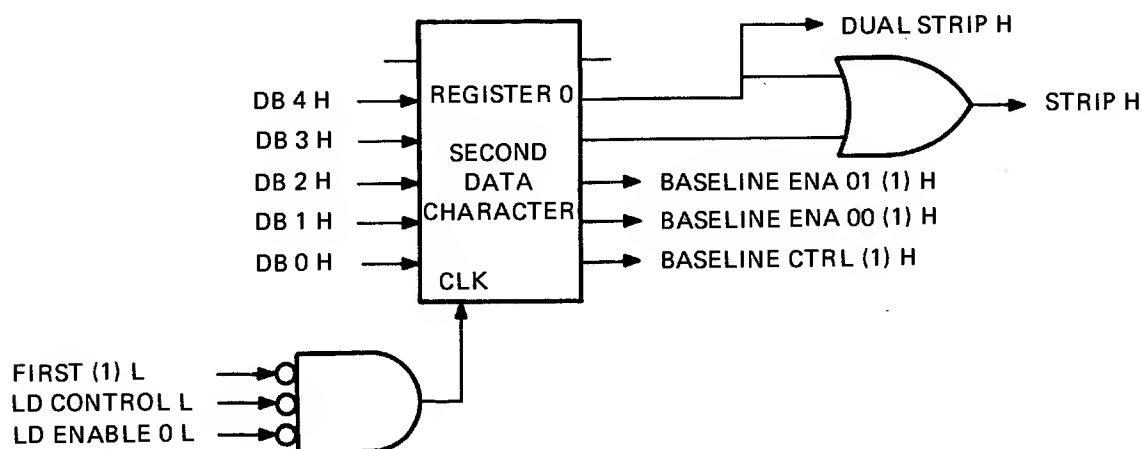 DUAL STRIP H
DB 4 H
REGISTER 0
STRIP H
DB 3 H
SECOND
DB 2 H
DATA
BASELINE ENA 01 (1) H
DB 1 H
CHARACTER
BASELINE ENA 00 (1) H
DB 0 H
BASELINE CTRL (1) H
CLK
FIRST (1) L
LD CONTROL L
LD ENABLE 0 L